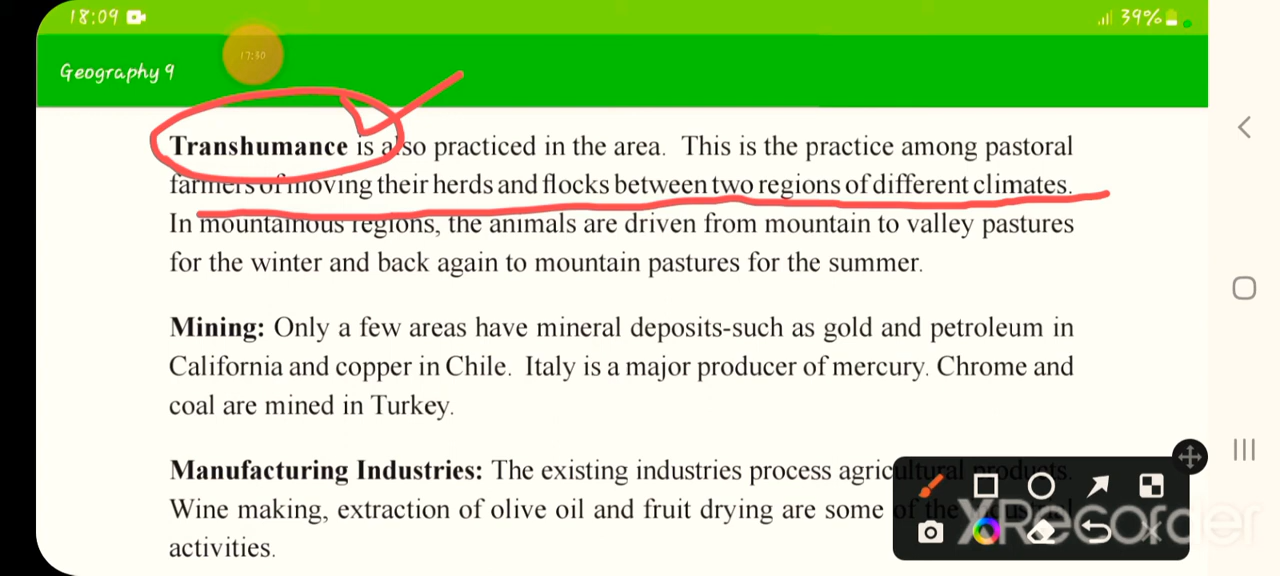 18:09
39%
Geography 9
17:30
Transhumance is also practiced in the area. This is the practice among pastoral
farmers of moving their herds and flocks between two regions of different climates.
In mountainous regions, the animals are driven from mountain to valley pastures
for the winter and back again to mountain pastures for the summer.
Mining: Only a few areas have mineral deposits-such as gold and petroleum in
California and copper in Chile. Italy is a major producer of mercury. Chrome and
coal are mined in Turkey.
Manufacturing Industries: The existing industries process agricultural products.
Wine making, extraction of olive oil and fruit drying are some of the
activities.
XRecorder